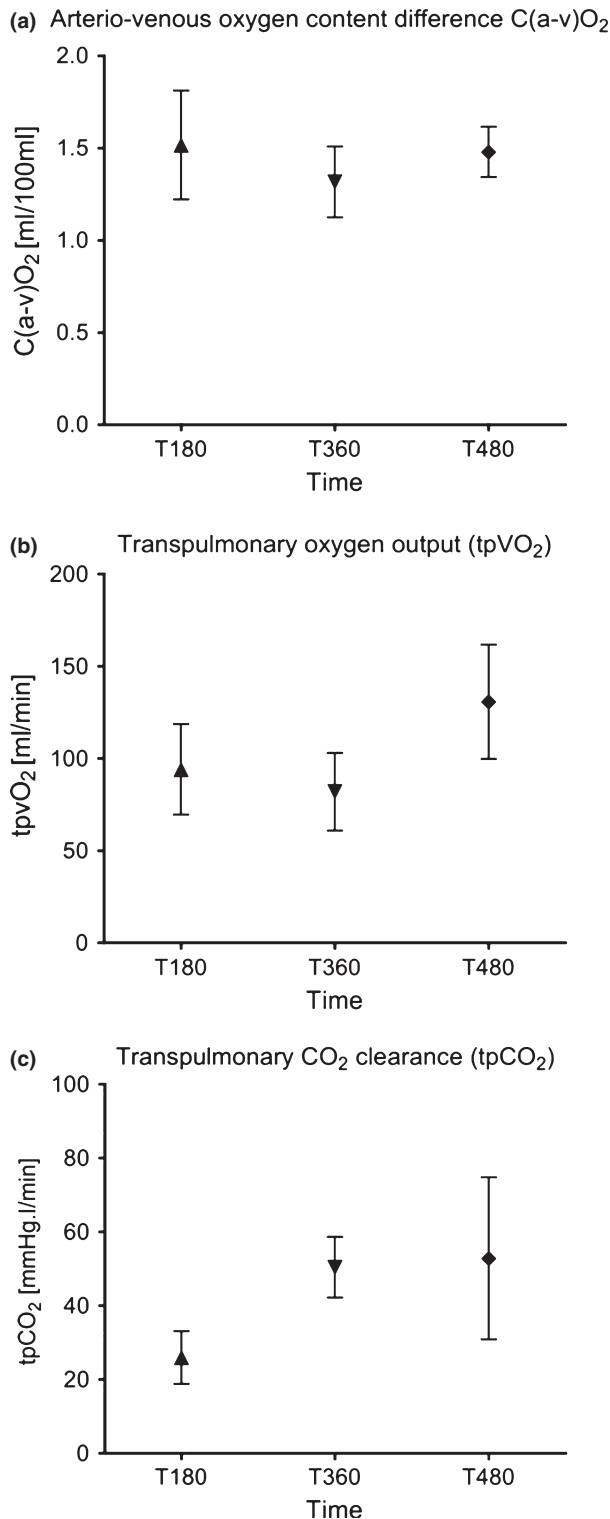 (a) Arterio-venous oxygen content difference C(a-v)O₂
C(a-v)O₂ [ml/100ml]
2.0
1.5
1.0
0.5
0.0
T180 T360 T480
Time
(b) Transpulmonary oxygen output (tpVO₂)
tpvO₂ [ml/min]
200
150
100
50
0
T180 T360 T480
Time
(c) Transpulmonary CO₂ clearance (tpCO₂)
tpCO₂ [mmHg.l/min]
100
80
60
40
20
0
T180 T360 T480
Time